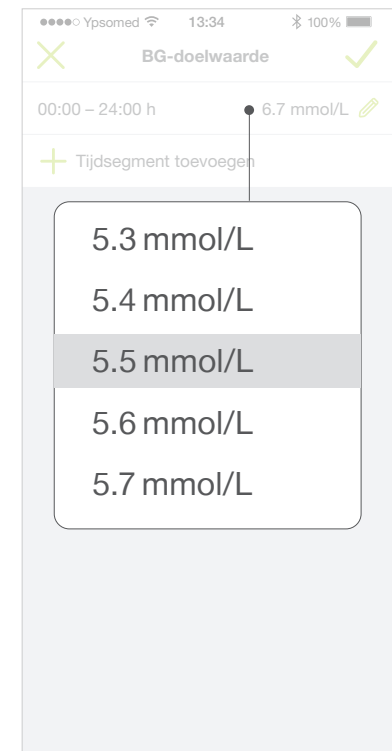 Ypsomed 13:34 100%
BG-doelwaarde
00:00 – 24:00 h 6.7 mmol/L
Tijdsegment toevoegen
5.3 mmol/L
5.4 mmol/L
5.5 mmol/L
5.6 mmol/L
5.7 mmol/L